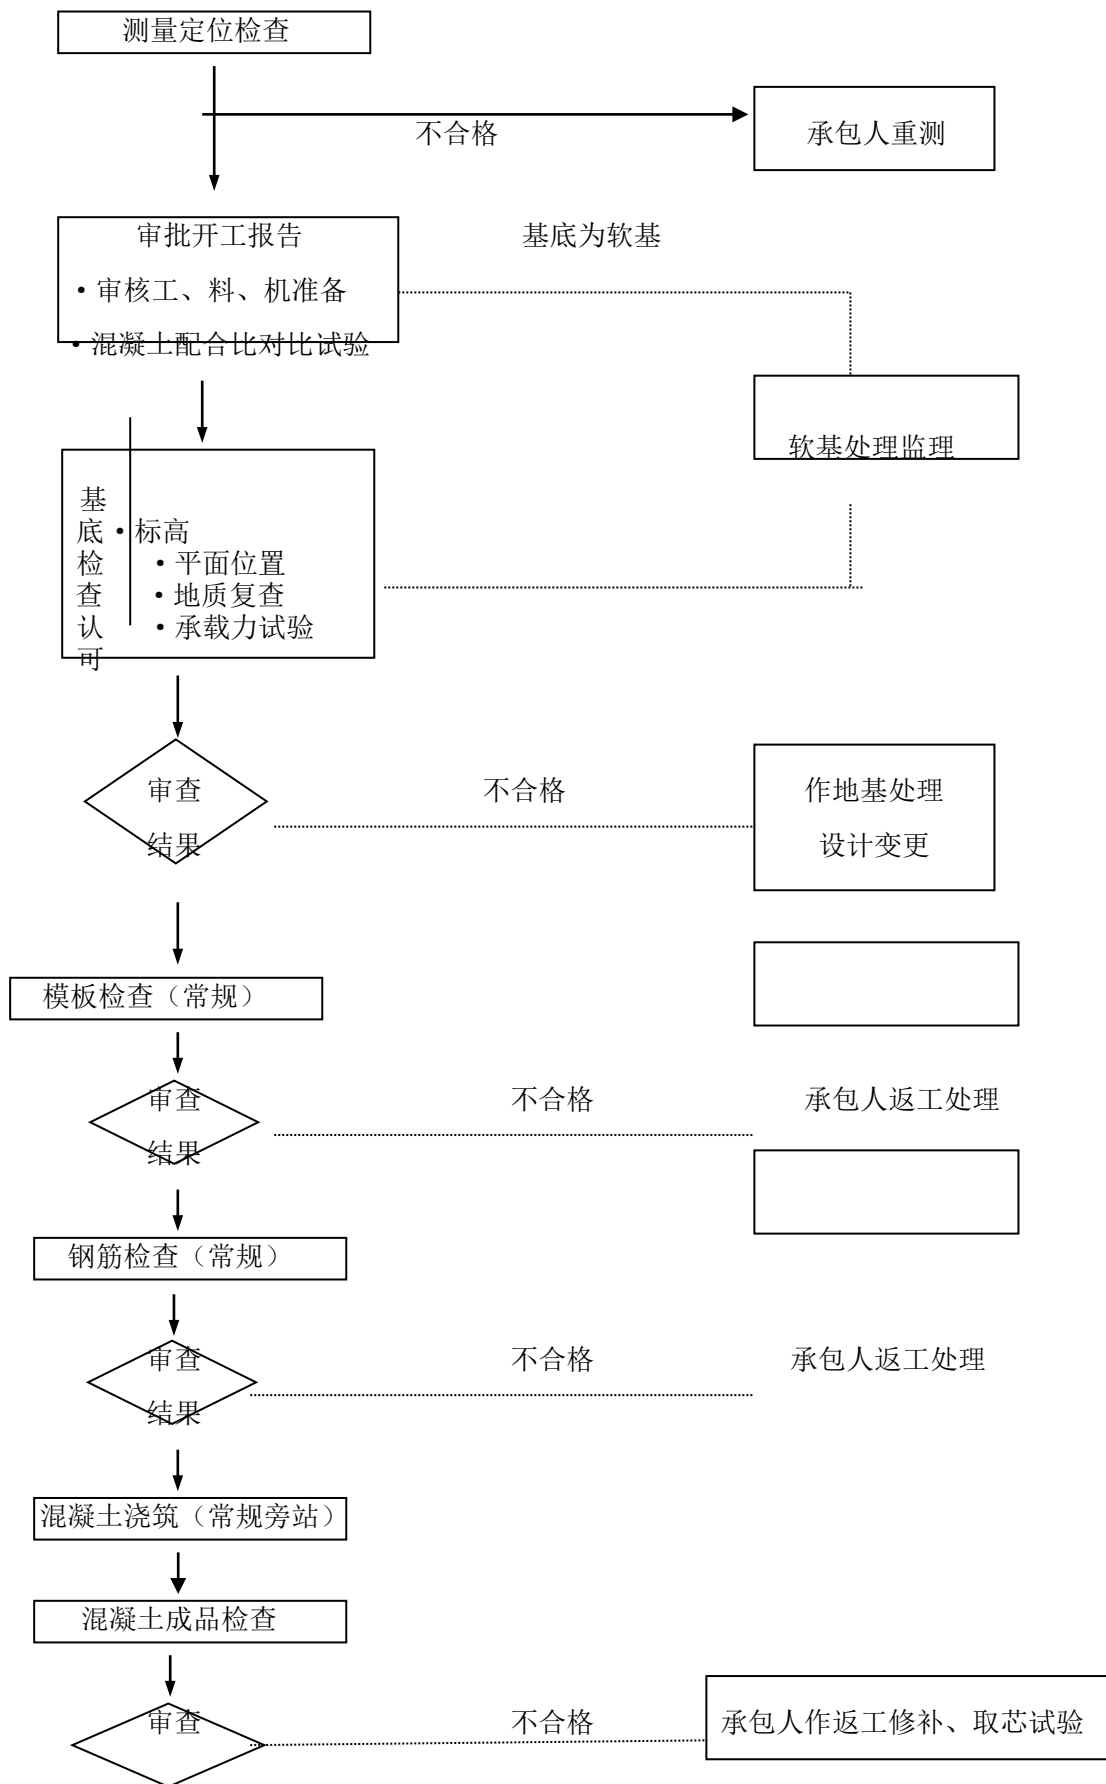 测量定位检查
不合格
承包人重测
审批开工报告
基底为软基
·审核工、料、机准备
·混凝土配合比对比试验
软基处理监理
基
底·标高
检 ·平面位置
查 ·地质复查
认 ·承载力试验
可
审查
不合格
作地基处理
结果
设计变更
模板检查（常规）
审查
不合格
承包人返工处理
结果
钢筋检查（常规）
审查
不合格
承包人返工处理
结果
混凝土浇筑（常规旁站）
混凝土成品检查
审查
不合格
承包人作返工修补、取芯试验